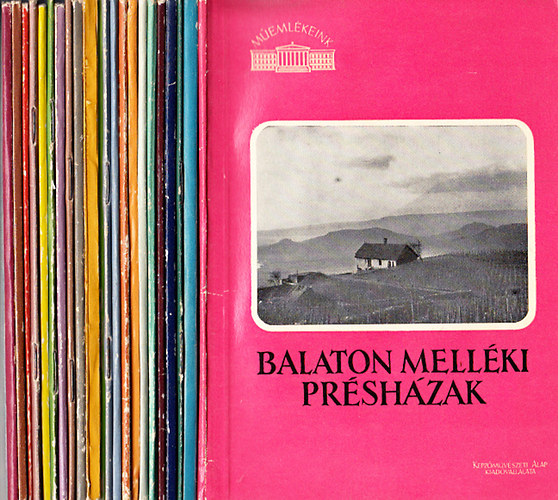 MŰEMLÉKEINK
BALATON MELLÉKI
PRÉSHÁZAK
KÉPZŐMŰVÉSZETI ALAP
KIADÓVÁLLALATA